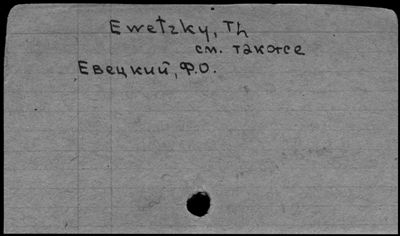 Ewetzky, Th
см. также
Евецкий, Ф.О.